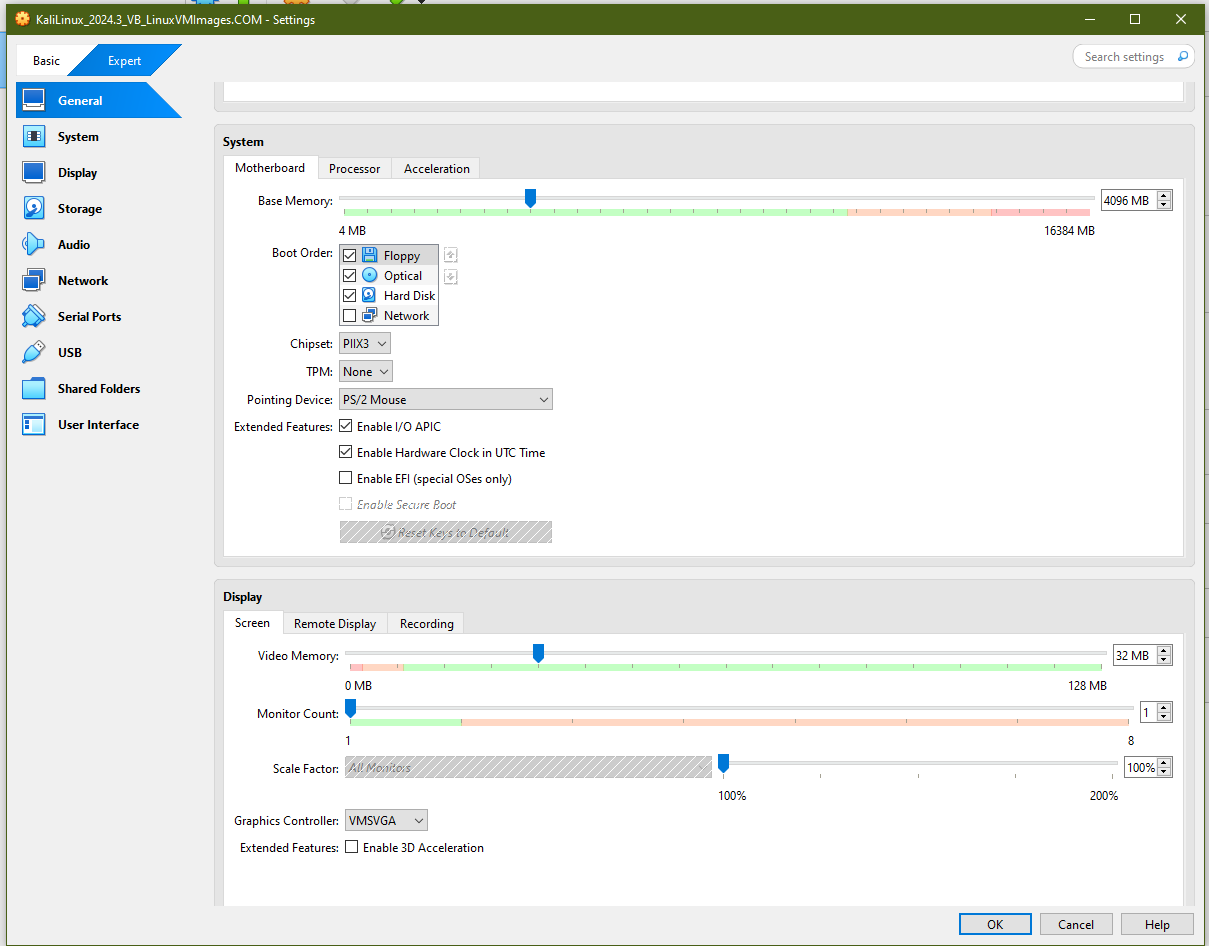 KaliLinux_2024.3_VB_LinuxVMImages.COM - Settings
Basic
Expert
Search settings
General
System
Display
Storage
Audio
Network
Serial Ports
USB
Shared Folders
User Interface
System
Motherboard
Processor
Acceleration
Base Memory:
4096 MB
4 MB
16384 MB
Boot Order:
Floppy
Optical
Hard Disk
Network
Chipset:
PIIX3
TPM:
None
Pointing Device:
PS/2 Mouse
Extended Features:
Enable I/O APIC
Enable Hardware Clock in UTC Time
Enable EFI (special OSes only)
Enable Secure Boot
Reset Keys to Default
Display
Screen
Remote Display
Recording
Video Memory:
32 MB
0 MB
128 MB
Monitor Count:
1
1
8
Scale Factor:
All Monitors
100%
100%
200%
Graphics Controller:
VMSVGA
Extended Features:
Enable 3D Acceleration
OK
Cancel
Help